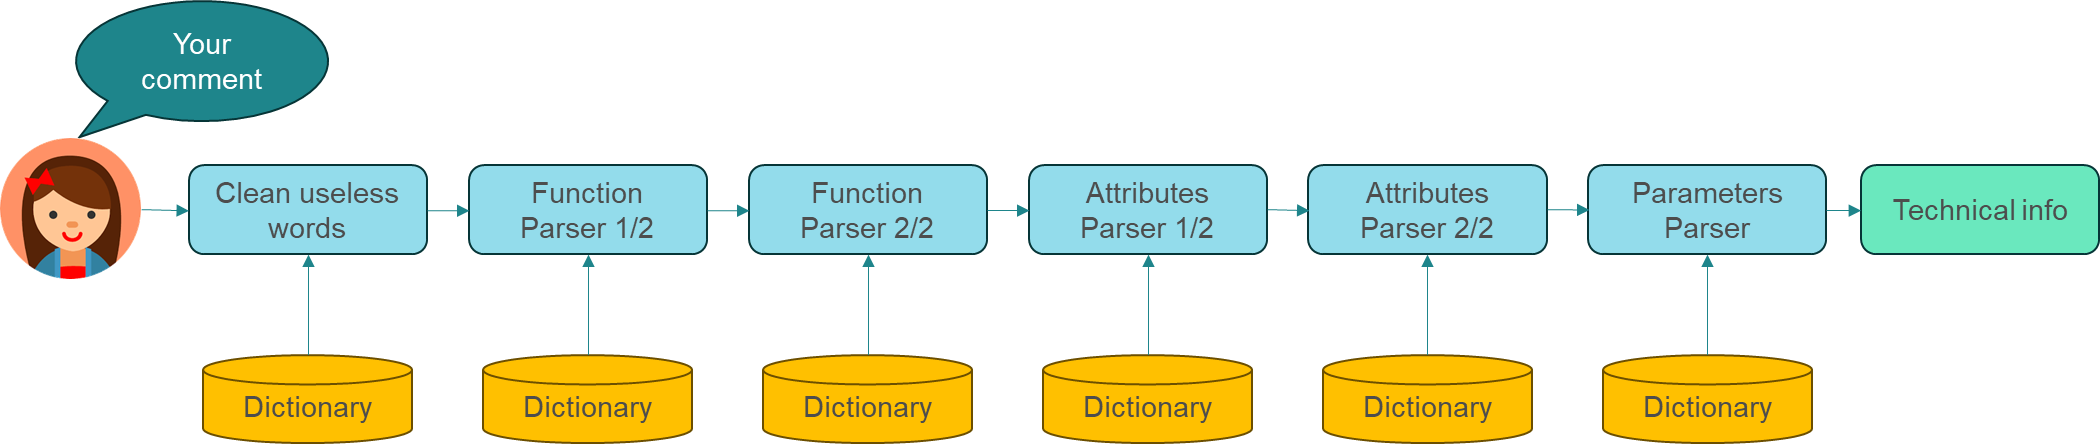 Your
comment
Clean useless
words
Function
Parser 1/2
Function
Parser 2/2
Attributes
Parser 1/2
Attributes
Parser 2/2
Parameters
Parser
Technical info
Dictionary
Dictionary
Dictionary
Dictionary
Dictionary
Dictionary